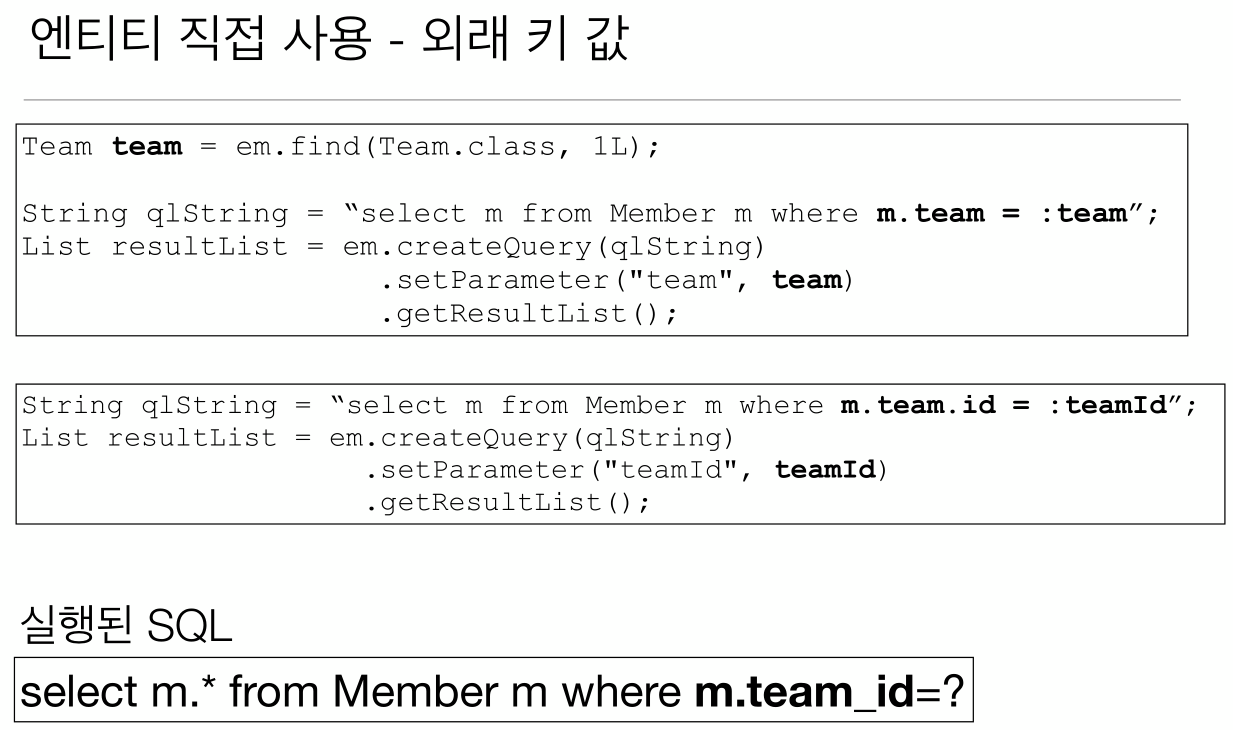 엔티티 직접 사용 - 외래 키 값
Team team = em.find(Team.class, 1L);
String qlString = “select m from Member m where m.team = :team”;
List resultList = em.createQuery(qlString)
.setParameter("team", team)
.getResultList();
String qlString = “select m from Member m where m.team.id = :teamId”;
List resultList = em.createQuery(qlString)
.setParameter("teamId", teamId)
.getResultList();
실행된 SQL
select m.* from Member m where m.team_id=?